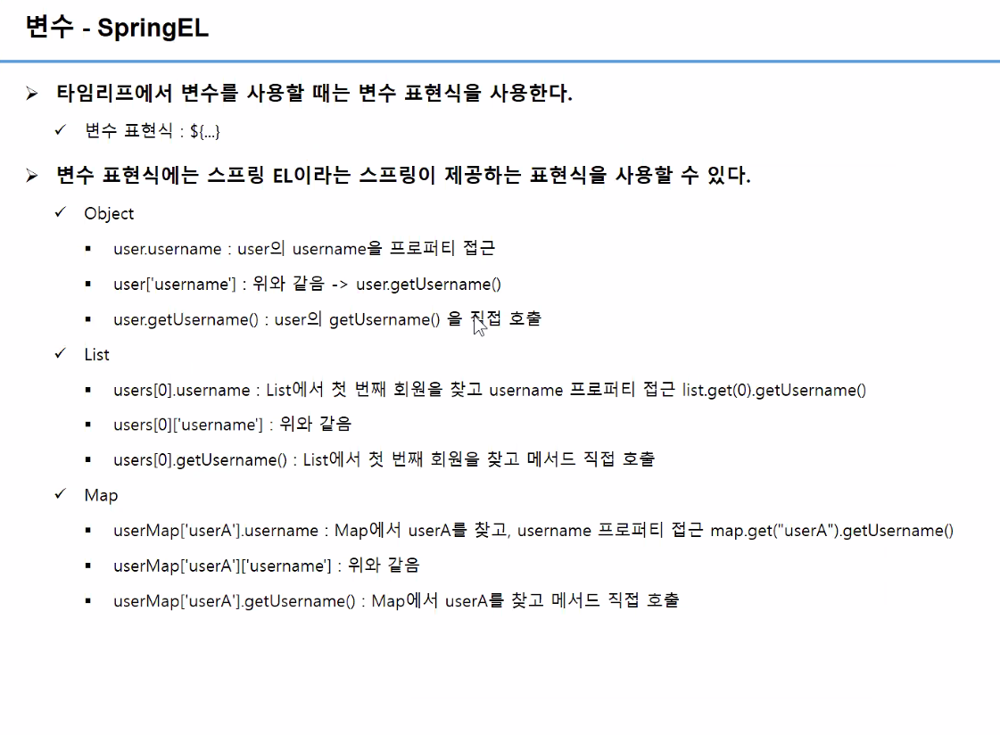 변수 - SpringEL
➢ 타임리프에서 변수를 사용할 때는 변수 표현식을 사용한다.
✓ 변수 표현식 : ${...}
➢ 변수 표현식에는 스프링 EL이라는 스프링이 제공하는 표현식을 사용할 수 있다.
✓ Object
▪ user.username : user의 username을 프로퍼티 접근
▪ user['username'] : 위와 같음 -> user.getUsername()
▪ user.getUsername() : user의 getUsername() 을 직접 호출
✓ List
▪ users[0].username : List에서 첫 번째 회원을 찾고 username 프로퍼티 접근 list.get(0).getUsername()
▪ users[0]['username'] : 위와 같음
▪ users[0].getUsername() : List에서 첫 번째 회원을 찾고 메서드 직접 호출
✓ Map
▪ userMap['userA'].username : Map에서 userA를 찾고, username 프로퍼티 접근 map.get("userA").getUsername()
▪ userMap['userA']['username'] : 위와 같음
▪ userMap['userA'].getUsername() : Map에서 userA를 찾고 메서드 직접 호출